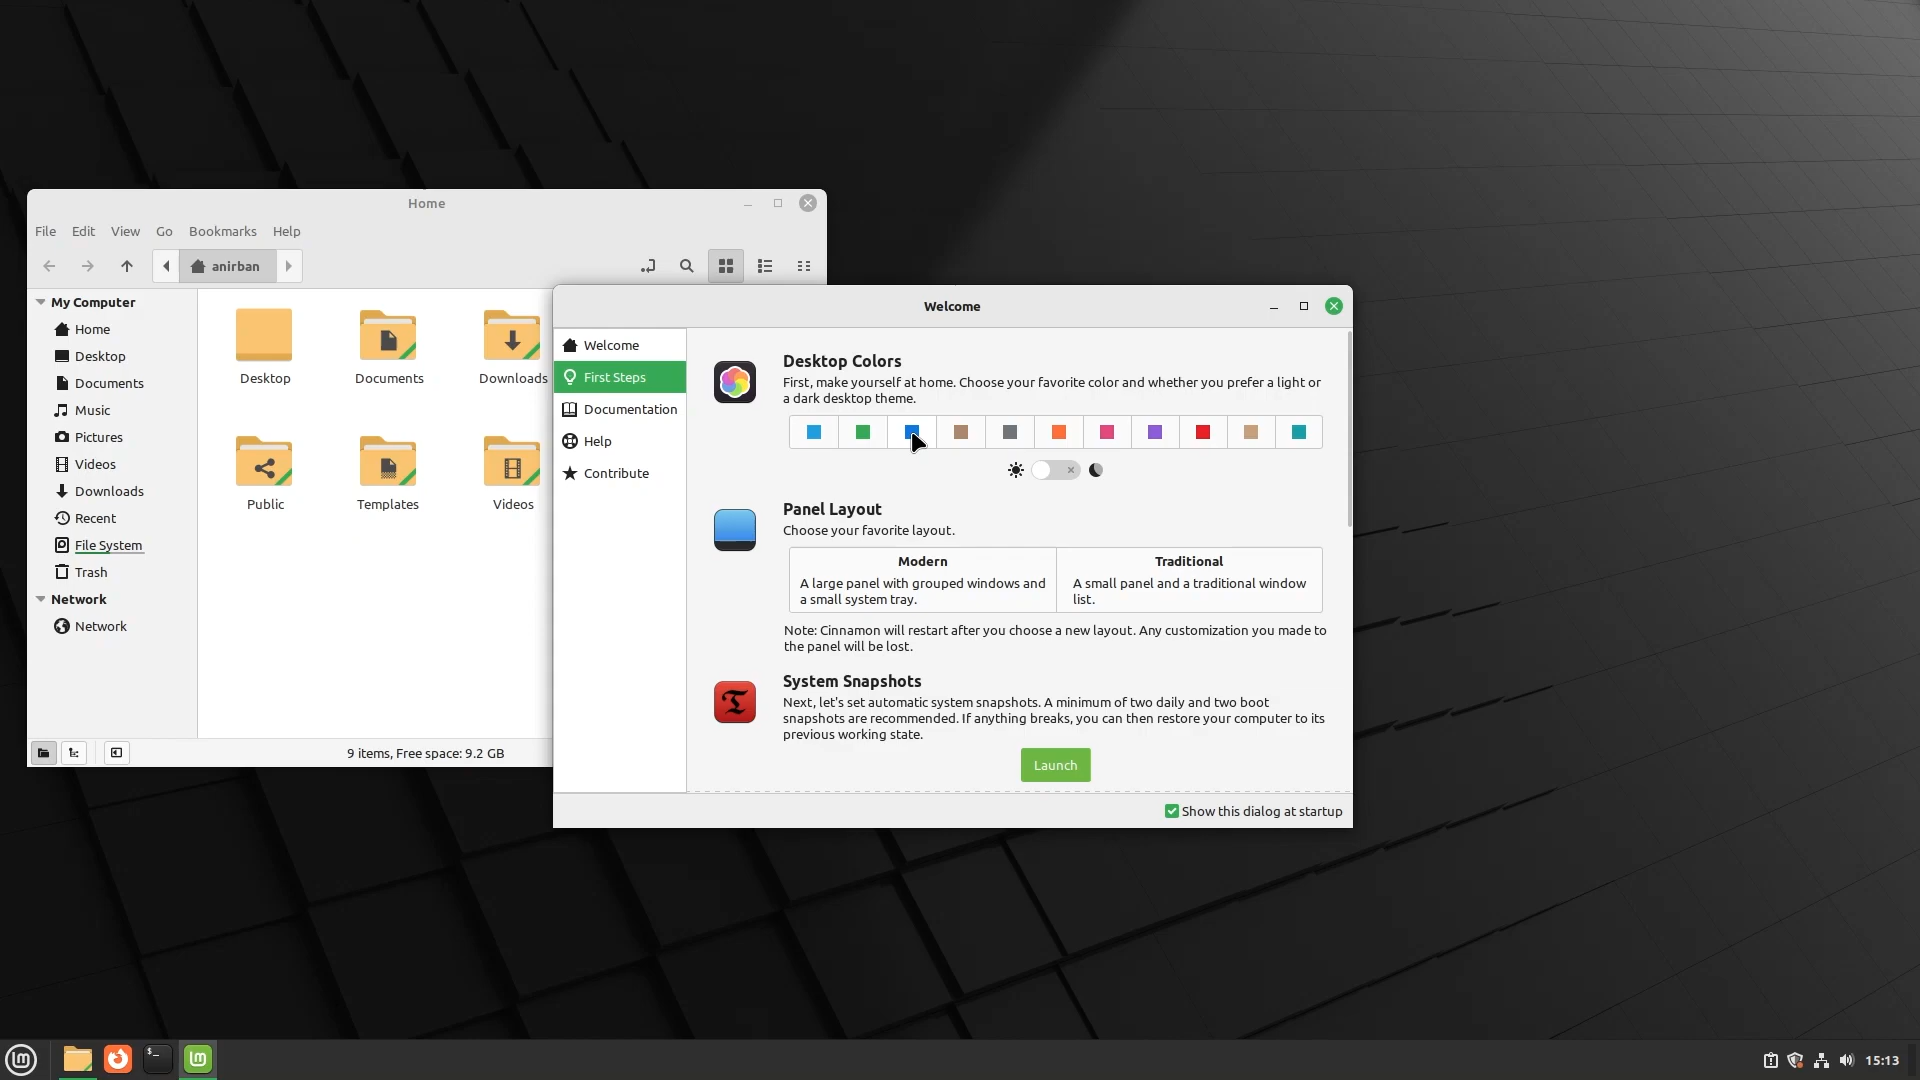 Home
File Edit View Go Bookmarks Help
anirban
My Computer
Home
Desktop
Documents
Music
Pictures
Videos
Downloads
Recent
File System
Trash
Network
Network
Desktop Documents Downloads
Public Templates Videos
9 items, Free space: 9.2 GB
Welcome
Welcome
First Steps
Documentation
Help
Contribute
Desktop Colors
First, make yourself at home. Choose your favorite color and whether you prefer a light or
a dark desktop theme.
Panel Layout
Choose your favorite layout.
Modern
A large panel with grouped windows and
a small system tray.
Traditional
A small panel and a traditional window
list.
Note: Cinnamon will restart after you choose a new layout. Any customization you made to
the panel will be lost.
System Snapshots
Next, let's set automatic system snapshots. A minimum of two daily and two boot
snapshots are recommended. If anything breaks, you can then restore your computer to its
previous working state.
Launch
Show this dialog at startup
15:13